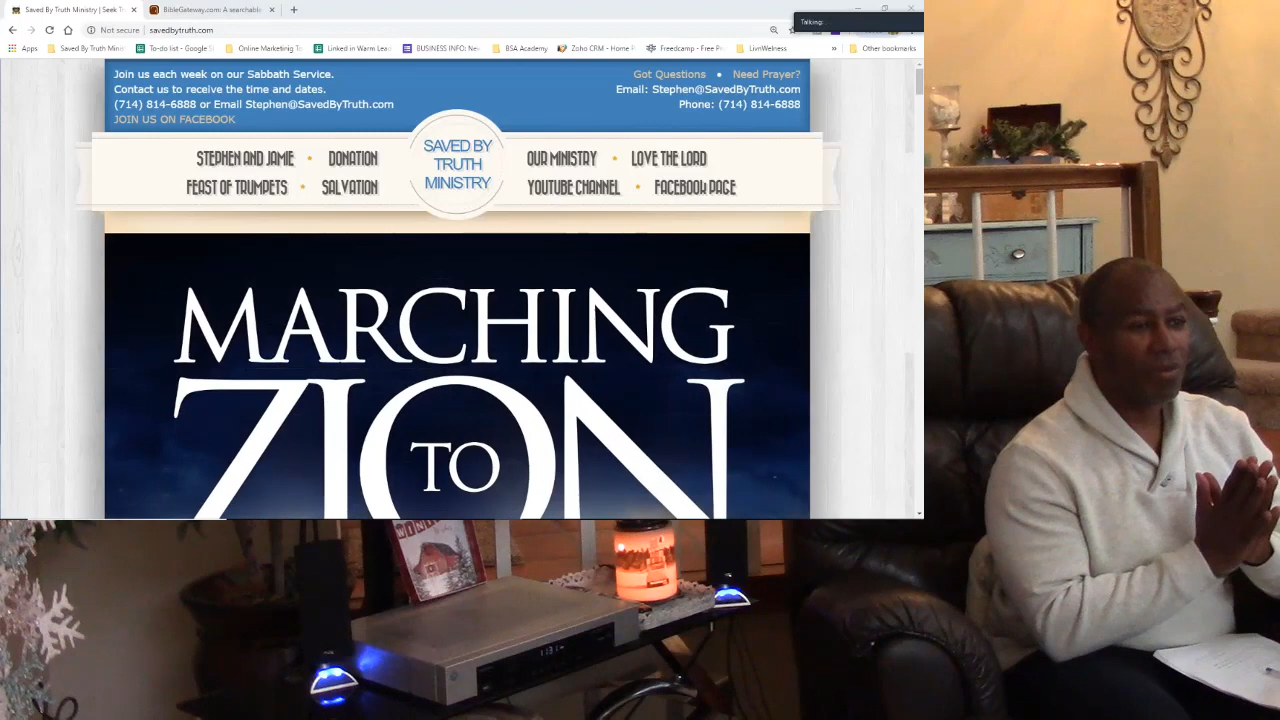 Saved By Truth Ministry | Seek T
BibleGateway.com: A searchable
Talking:
Not secure | savedbytruth.com
Apps
Saved By Truth Mini
To-do list - Google S
Online Marketinig To
Linked in Warm Lea
BUSINESS INFO; Ne
BSA Academy
Zoho CRM - Home P
Freedcamp - Free P
LivnWelness
Other bookmarks
Join us each week on our Sabbath Service.
Contact us to receive the time and dates.
(714) 814-6888 or Email Stephen@SavedByTruth.com
JOIN US ON FACEBOOK
Got Questions • Need Prayer?
Email: Stephen@SavedByTruth.com
Phone: (714) 814-6888
STEPHEN AND JAMIE • DONATION
FEAST OF TRUMPETS • SALVATION
SAVED BY
TRUTH
MINISTRY
OUR MINISTRY • LOVE THE LORD
YOUTUBE CHANNEL • FACEBOOK PAGE
MARCHING
TO
ZION